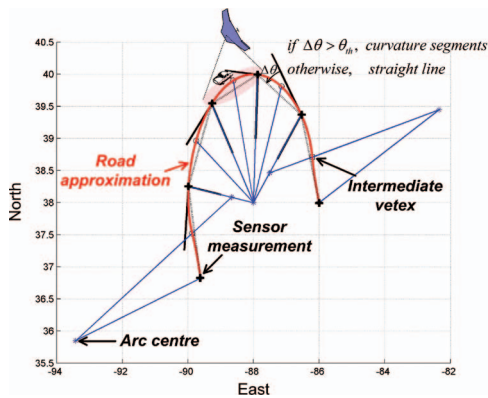 40.5
40
39.5
39
38.5
38
37.5
37
36.5
36
35.5
North
-94
-92
-90
-88
-86
-84
-82
East
Δθ
if Δθ > θth, curvature segments
otherwise, straight line
Road
approximation
Intermediate
vetex
Sensor
measurement
Arc centre